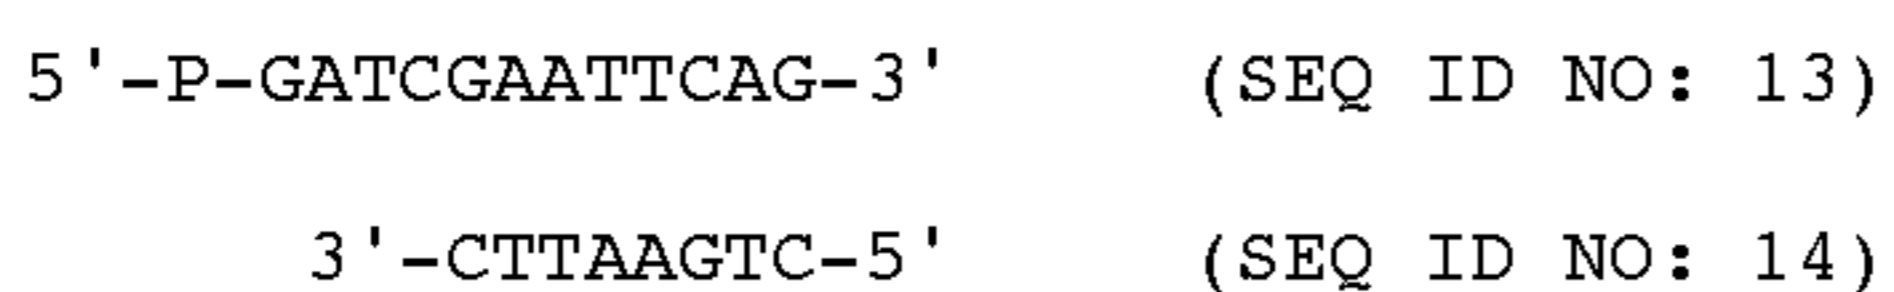 5'-P-GATCGAATTCAG-3' (SEQ ID NO: 13)
3'-CTTAAGTC-5' (SEQ ID NO: 14)